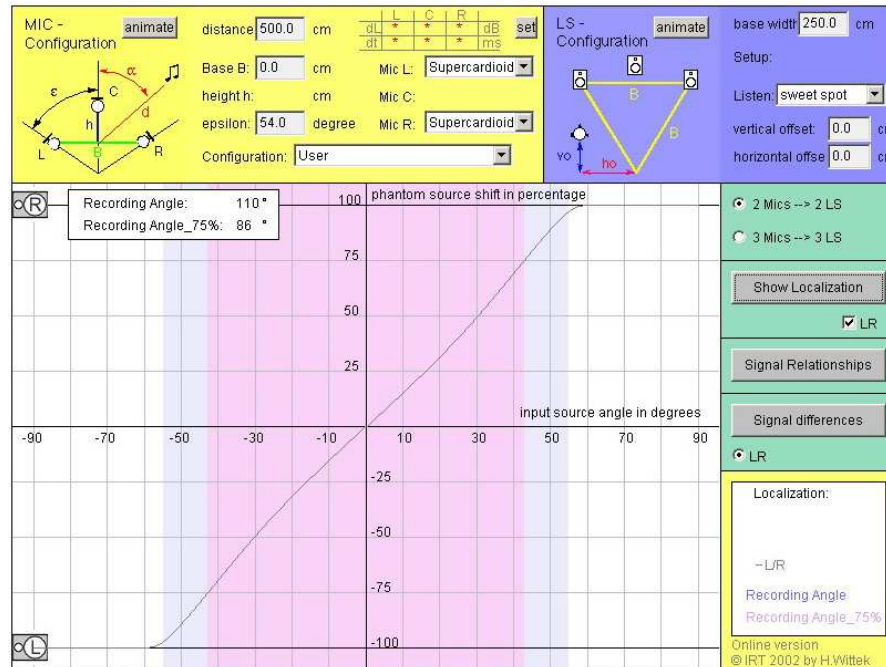 MIC -
Configuration
animate
ε
α
C
d
h
L
B
R
distance 500.0 cm
L C R
dL * * * dB
dt * * * ms
set
Base B: 0.0 cm
Mic L: Supercardioid
height h: cm
Mic C:
epsilon: 54.0 degree
Mic R: Supercardioid
Configuration: User
LS -
Configuration
animate
B
B
vo
ho
base width 250.0 cm
Setup:
Listen: sweet spot
vertical offset: 0.0 c
horizontal offse 0.0 c
R
Recording Angle: 110 °
Recording Angle_75%: 86 °
phantom source shift in percentage
100
75
50
25
input source angle in degrees
-90 -70 -50 -30 -10 10 30 50 70 90
-25
-50
-75
-100
L
2 Mics --> 2 LS
3 Mics --> 3 LS
Show Localization
LR
Signal Relationships
Signal differences
LR
Localization:
- L/R
Recording Angle
Recording Angle_75%
Online version
© IRT 2002 by H.Wittek